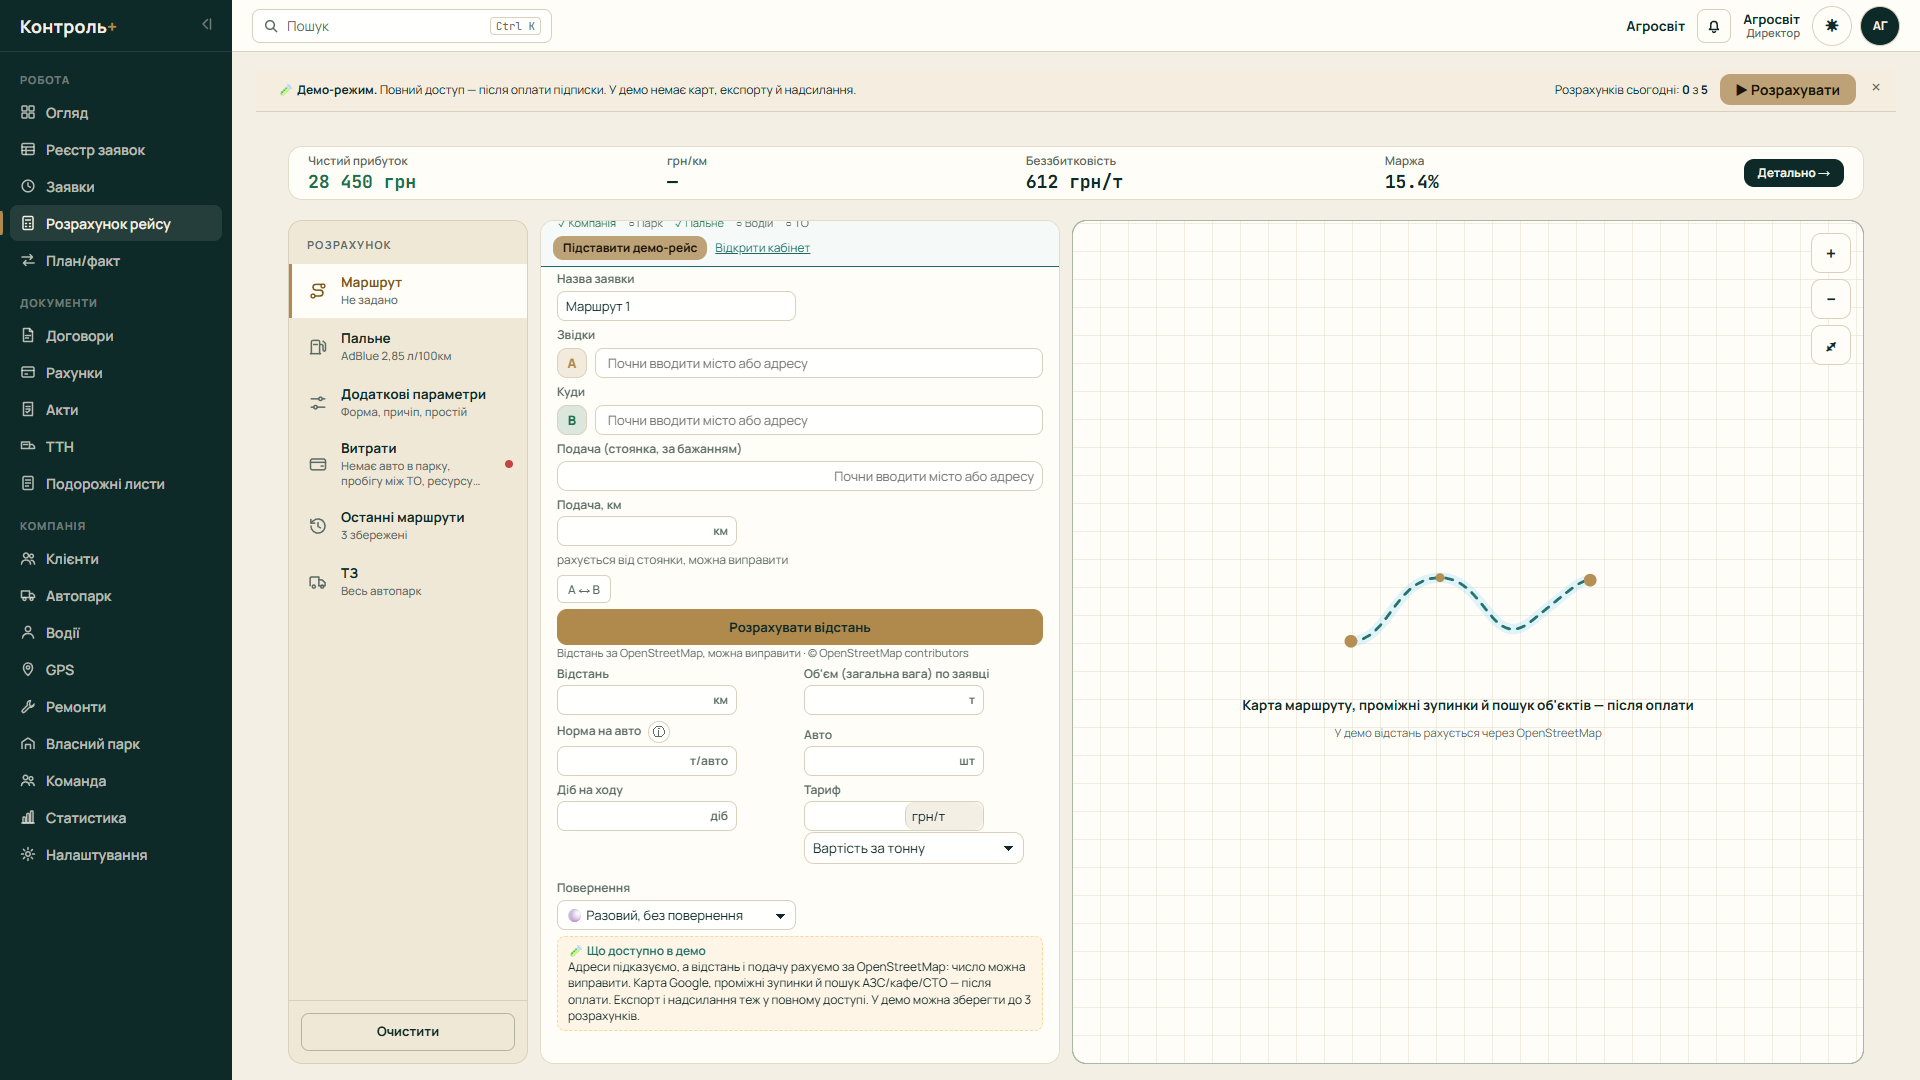 Контроль+
РОБОТА
Огляд
Реєстр заявок
Заявки
Розрахунок рейсу
План/факт
ДОКУМЕНТИ
Договори
Рахунки
Акти
ТТН
Подорожні листи
КОМПАНІЯ
Клієнти
Автопарк
Водії
GPS
Ремонти
Власний парк
Команда
Статистика
Налаштування
Пошук
Ctrl K
Агросвіт
Агросвіт
Директор
АГ
Демо-режим. Повний доступ — після оплати підписки. У демо немає карт, експорту й надсилання.
Розрахунків сьогодні: 0 з 5
▶ Розрахувати
×
Чистий прибуток
28 450 грн
грн/км
—
Беззбитковість
612 грн/т
Маржа
15.4%
Детально →
РОЗРАХУНОК
Маршрут
Не задано
Пальне
AdBlue 2,85 л/100км
Додаткові параметри
Форма, причіп, простій
Витрати
Немає авто в парку,
пробігу між ТО, ресурсу…
Останні маршрути
3 збережені
ТЗ
Весь автопарк
Очистити
✓ Компанія ○ Парк ✓ Пальне ○ Водій ○ ТО
Підставити демо-рейс
Відкрити кабінет
Назва заявки
Маршрут 1
Звідки
A
Почни вводити місто або адресу
Куди
B
Почни вводити місто або адресу
Подача (стоянка, за бажанням)
Почни вводити місто або адресу
Подача, км
км
рахується від стоянки, можна виправити
A ↔ B
Розрахувати відстань
Відстань за OpenStreetMap, можна виправити · © OpenStreetMap contributors
Відстань
км
Об'єм (загальна вага) по заявці
т
Норма на авто ⓘ
т/авто
Авто
шт
Діб на ходу
діб
Тариф
грн/т
Вартість за тонну
Повернення
Разовий, без повернення
Що доступно в демо
Адреси підказуємо, а відстань і подачу рахуємо за OpenStreetMap: число можна
виправити. Карта Google, проміжні зупинки й пошук АЗС/кафе/СТО — після
оплати. Експорт і надсилання теж у повному доступі. У демо можна зберегти до 3
розрахунків.
+
−
Карта маршруту, проміжні зупинки й пошук об'єктів — після оплати
У демо відстань рахується через OpenStreetMap